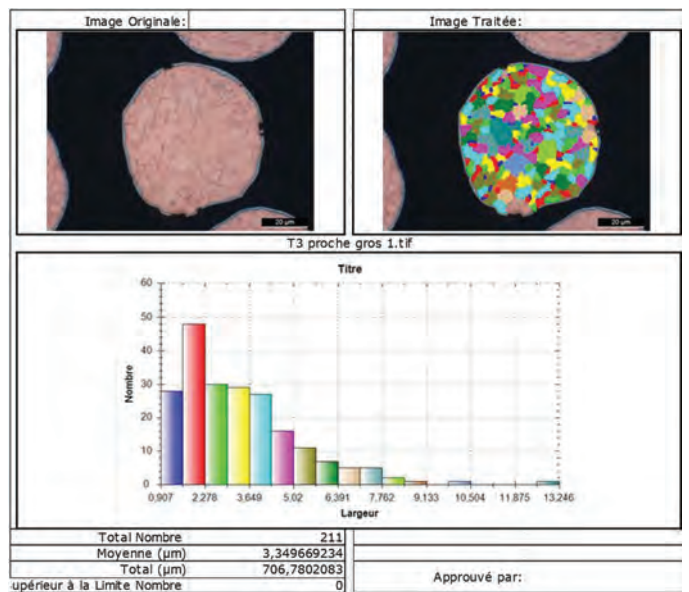 Image Originale:
Image Traitée:
20 µm
20 µm
T3 proche gros 1.tif
Titre
60
50
40
30
20
10
0
Nombre
0,907 2,278 3,649 5,02 6,391 7,762 9,133 10,504 11,875 13,246
Largeur
Total Nombre 211
Moyenne (µm) 3,349669234
Total (µm) 706,7802083
upérieur à la Limite Nombre 0
Approuvé par: